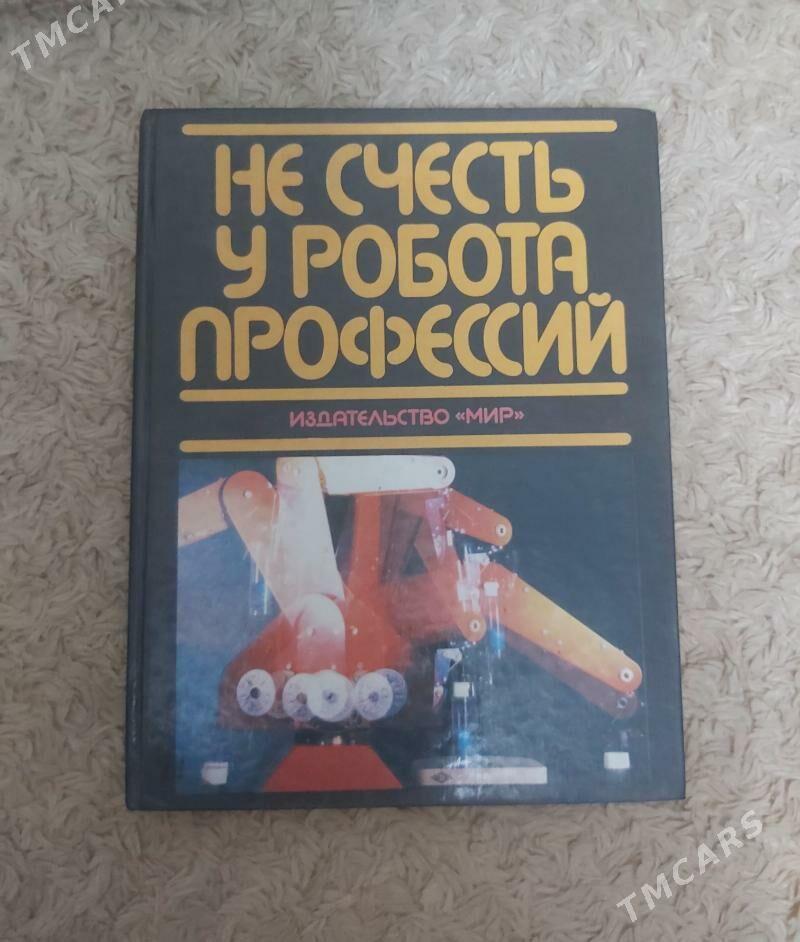 TMCARS
НЕ СЧЕСТЬ
У РОБОТА
ПРОФЕССИЙ
ИЗДАТЕЛЬСТВО «МИР»
TMCARS